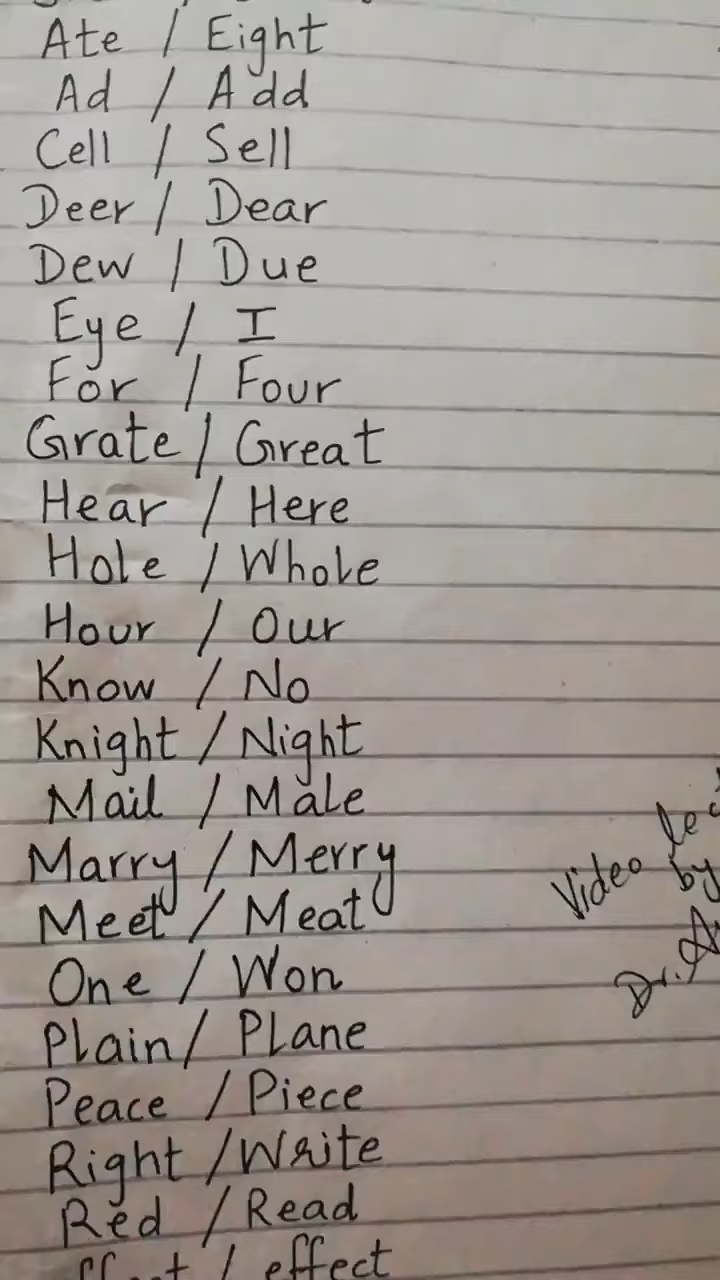 Ate / Eight
Ad / Add
Cell / Sell
Deer / Dear
Dew / Due
Eye / I
For / Four
Grate / Great
Hear / Here
Hole / Whole
Hour / Our
Know / No
Knight / Night
Mail / Male
Marry / Merry
Meet / Meat
One / Won
Plain / Plane
Peace / Piece
Right / Write
Red / Read
/ effect
Video
by
Dr.